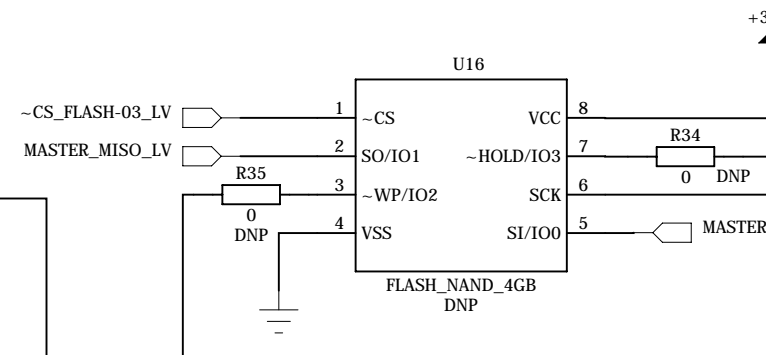 +3
U16
~CS_FLASH-03_LV
1
~CS
VCC
8
MASTER_MISO_LV
2
SO/IO1
~HOLD/IO3
7
R34
0
DNP
R35
0
DNP
3
~WP/IO2
SCK
6
4
VSS
SI/IO0
5
MASTER
FLASH_NAND_4GB
DNP